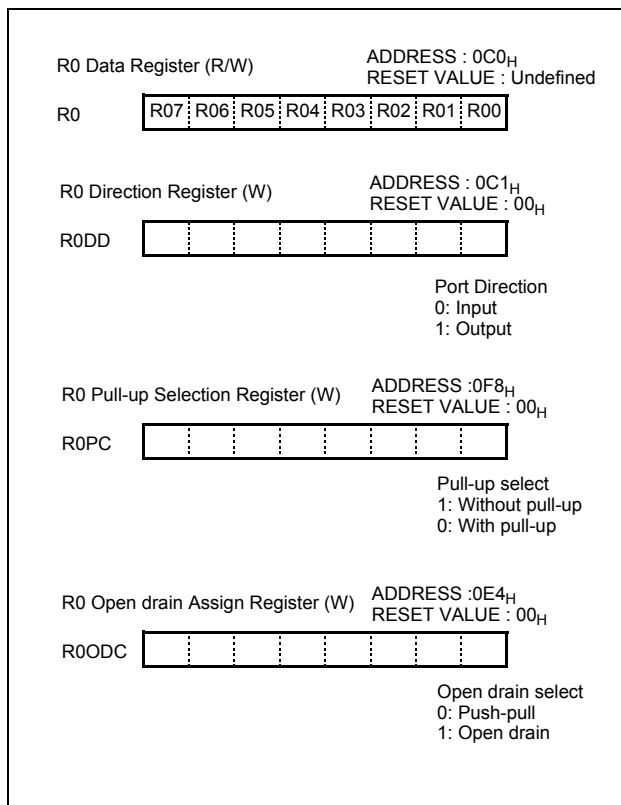 R0 Data Register (R/W)
ADDRESS : 0C0H
RESET VALUE : Undefined
R0
R07 R06 R05 R04 R03 R02 R01 R00
R0 Direction Register (W)
ADDRESS : 0C1H
RESET VALUE : 00H
R0DD
Port Direction
0: Input
1: Output
R0 Pull-up Selection Register (W)
ADDRESS :0F8H
RESET VALUE : 00H
R0PC
Pull-up select
1: Without pull-up
0: With pull-up
R0 Open drain Assign Register (W)
ADDRESS :0E4H
RESET VALUE : 00H
R0ODC
Open drain select
0: Push-pull
1: Open drain